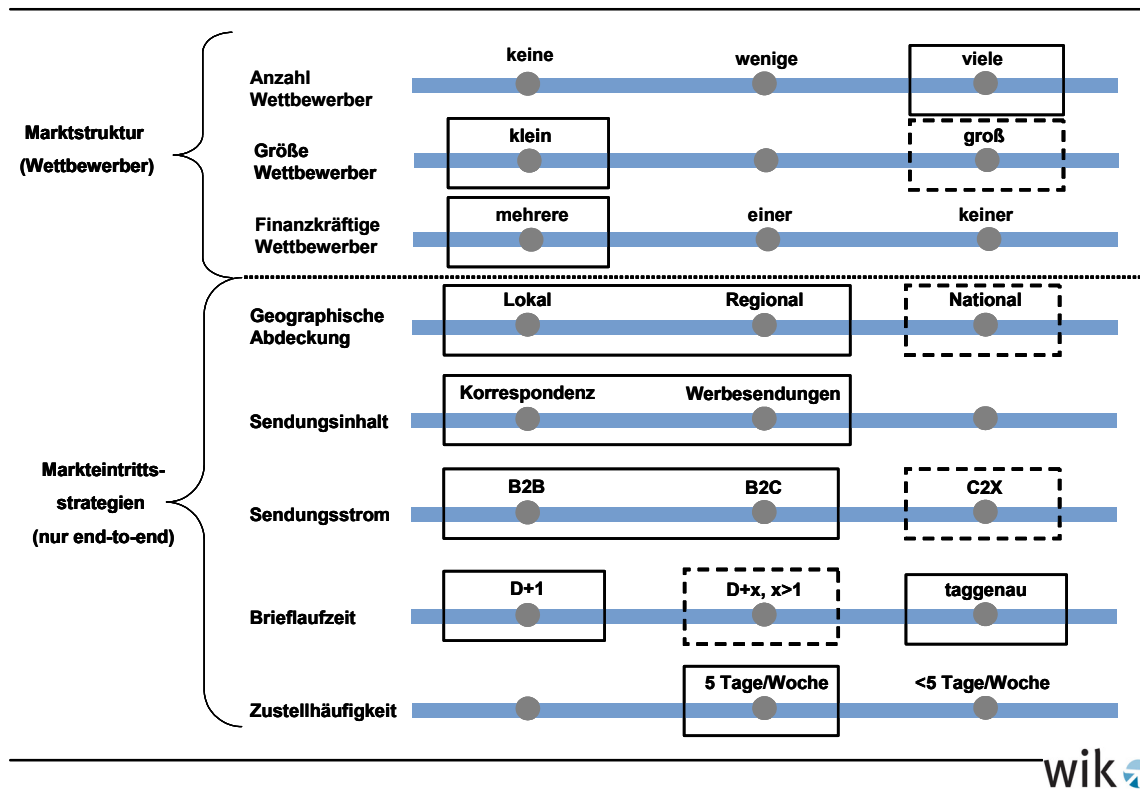 keine wenige viele
Anzahl
Wettbewerber
Marktstruktur
(Wettbewerber)
klein groß
Größe
Wettbewerber
mehrere einer keiner
Finanzkräftige
Wettbewerber
Lokal Regional National
Geographische
Abdeckung
Korrespondenz Werbesendungen
Sendungsinhalt
Markteintritts-
strategien
(nur end-to-end)
B2B B2C C2X
Sendungsstrom
D+1 D+x, x>1 taggenau
Brieflaufzeit
5 Tage/Woche <5 Tage/Woche
Zustellhäufigkeit
wik